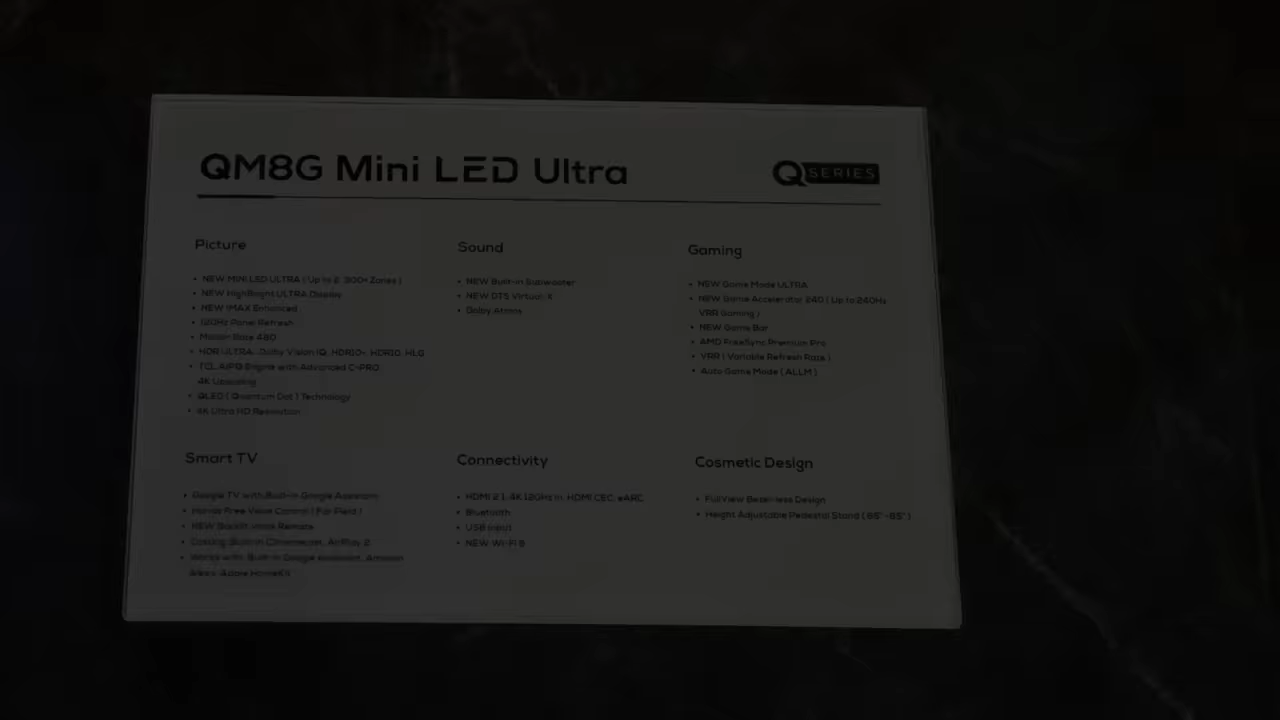 QM8G Mini LED Ultra
Q SERIES
Picture
• NEW MINI LED ULTRA ( Up to 2,300+ Zones )
• NEW HighBright ULTRA Display
• NEW IMAX Enhanced
• 120Hz Panel Refresh
• Motion Rate 480
• HDR ULTRA: Dolby Vision IQ, HDR10+, HDR10, HLG
• TCL AIPQ Engine with Advanced C-PRO
4K Upscaling
• QLED ( Quantum Dot ) Technology
• 4K Ultra HD Resolution
Sound
• NEW Built-in Subwoofer
• NEW DTS Virtual: X
• Dolby Atmos
Gaming
• NEW Game Mode ULTRA
• NEW Game Accelerator 240 ( Up to 240Hz
VRR Gaming )
• NEW Game Bar
• AMD FreeSync Premium Pro
• VRR ( Variable Refresh Rate )
• Auto Game Mode ( ALLM )
Smart TV
• Google TV with Built-in Google Assistant
• Hands Free Voice Control ( Far Field )
• NEW Backlit Voice Remote
• Casting: Built-in Chromecast, AirPlay 2
• Works with: Built-in Google Assistant, Amazon
Alexa, Apple HomeKit
Connectivity
• HDMI 2.1, 4K 120Hz in, HDMI CEC, eARC
• Bluetooth
• USB input
• NEW Wi-Fi 6
Cosmetic Design
• FullView Bezel-less Design
• Height Adjustable Pedestal Stand ( 65" -85" )